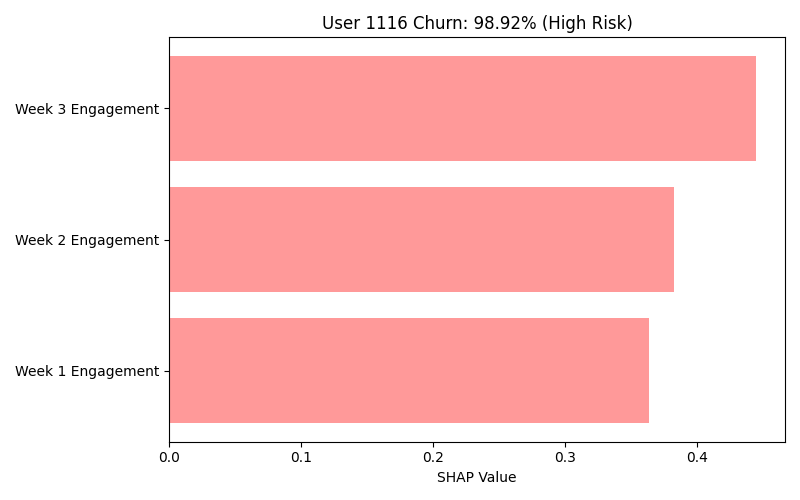 User 1116 Churn: 98.92% (High Risk)
Week 3 Engagement
Week 2 Engagement
Week 1 Engagement
0.0 0.1 0.2 0.3 0.4
SHAP Value